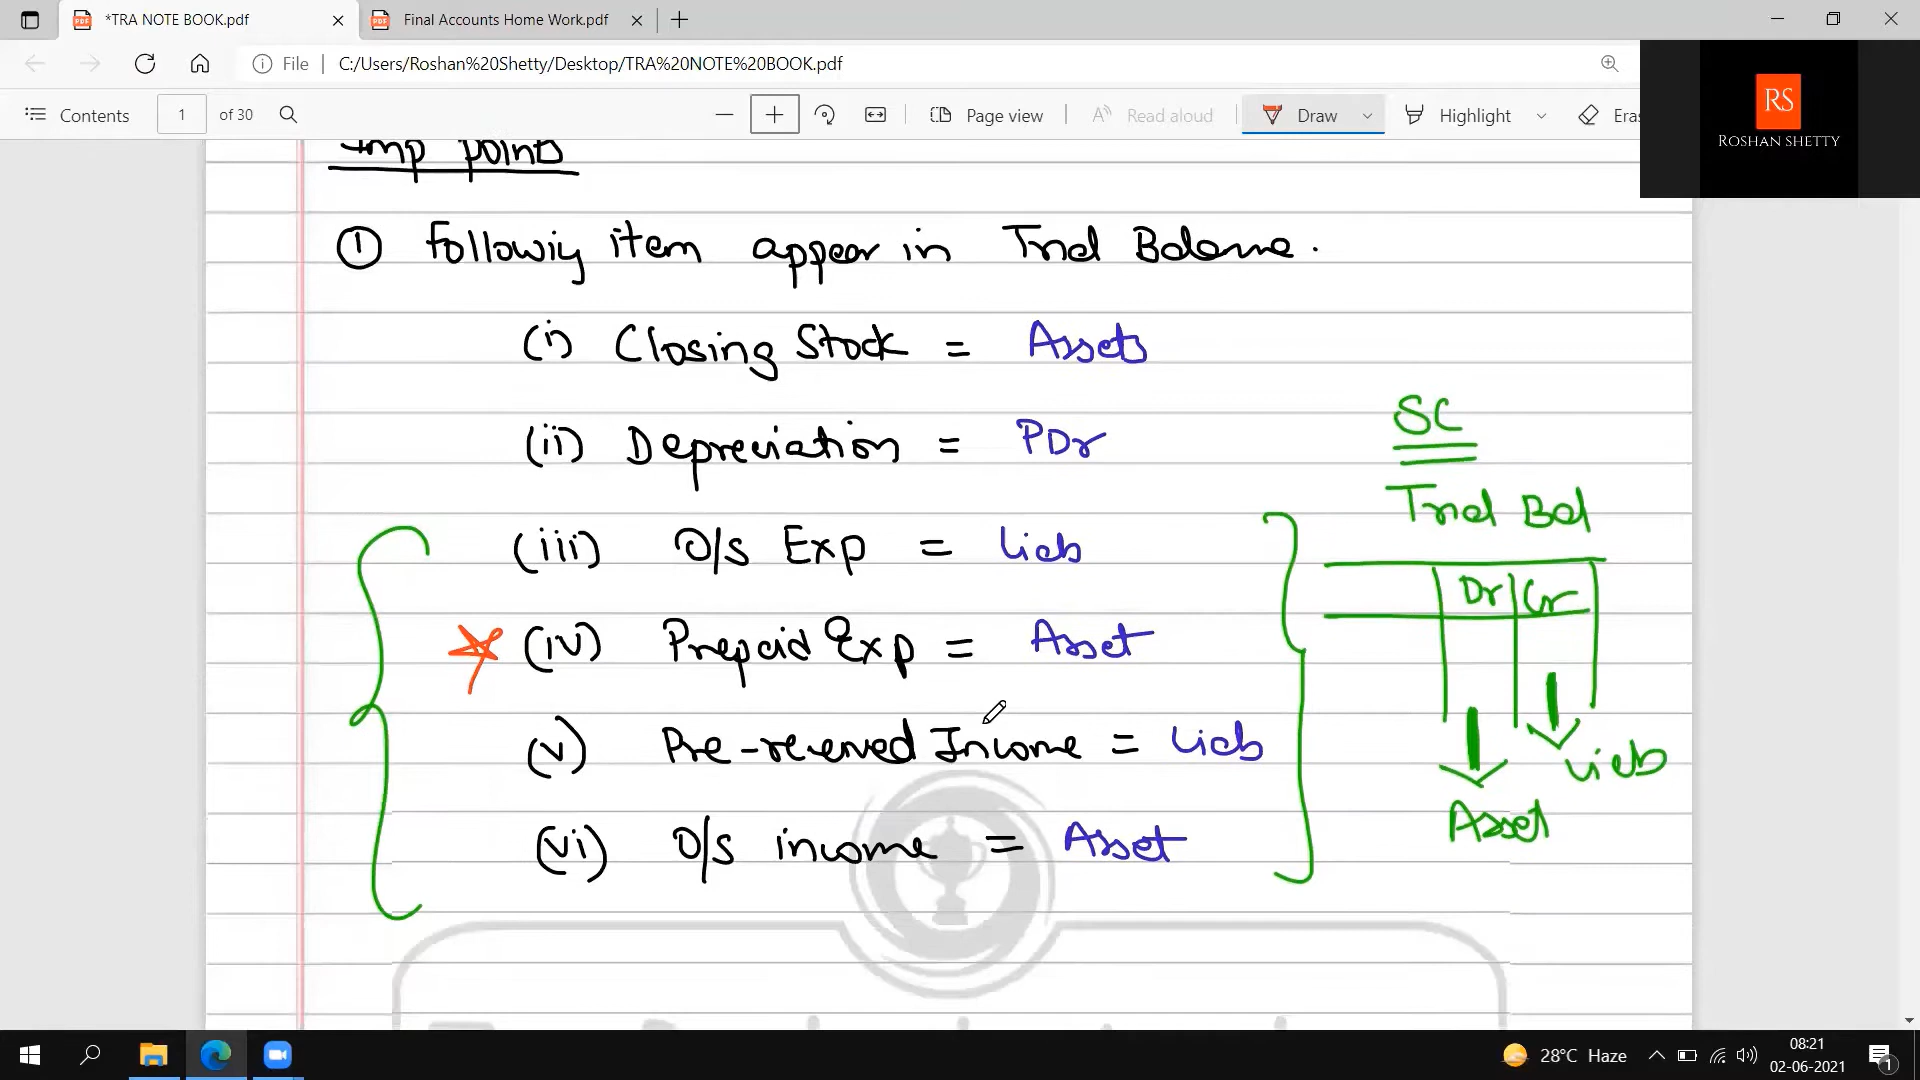 *TRA NOTE BOOK.pdf
Final Accounts Home Work.pdf
File
C:/Users/Roshan%20Shetty/Desktop/TRA%20NOTE%20BOOK.pdf
Contents
1
of 30
Page view
Read aloud
Draw
Highlight
Eras
RS
ROSHAN SHETTY
Imp points
① Following item appear in Trial Balance.
(i) Closing Stock = Assets
(ii) Depreciation = PDr
(iii) O/S Exp = Liab
(iv) Prepaid Exp = Asset
(v) Pre-received Income = Liab
(vi) O/S income = Asset
SC
Trial Bal
Dr Cr
Liab
Asset
28°C Haze
08:21
02-06-2021
1